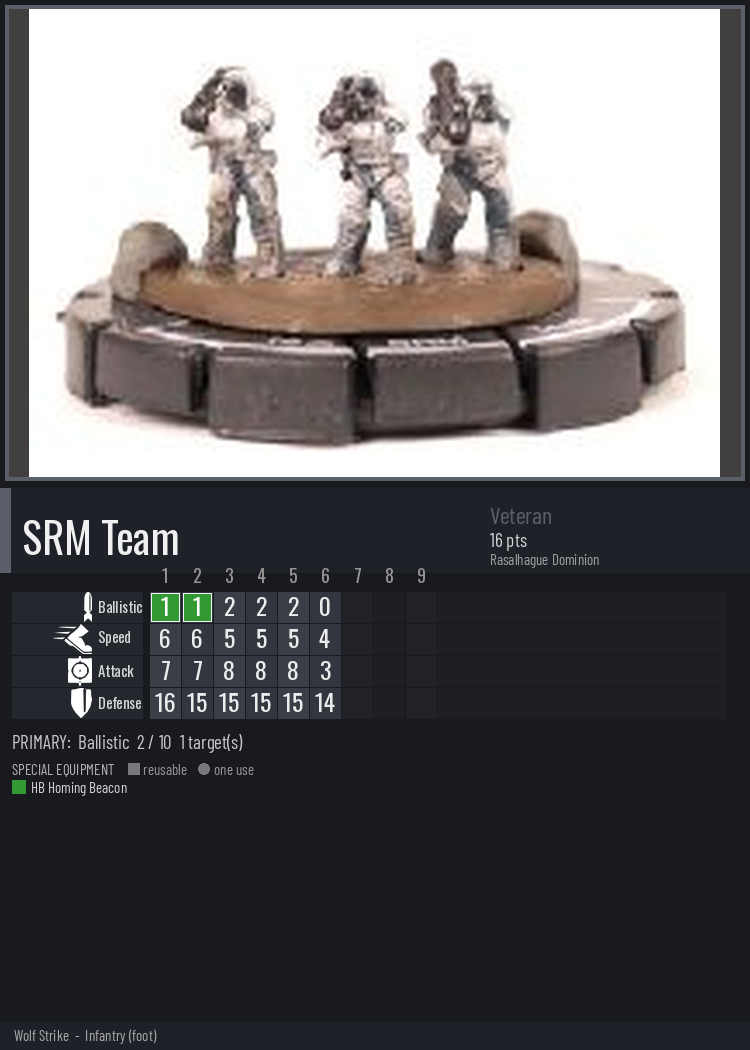 SRM Team
Veteran
16 pts
Rasalhague Dominion
1 2 3 4 5 6 7 8 9
Ballistic 1 1 2 2 2 0
Speed 6 6 5 5 5 4
Attack 7 7 8 8 8 3
Defense 16 15 15 15 15 14
PRIMARY: Ballistic 2 / 10 1 target(s)
SPECIAL EQUIPMENT reusable one use
HB Homing Beacon
Wolf Strike - Infantry (foot)